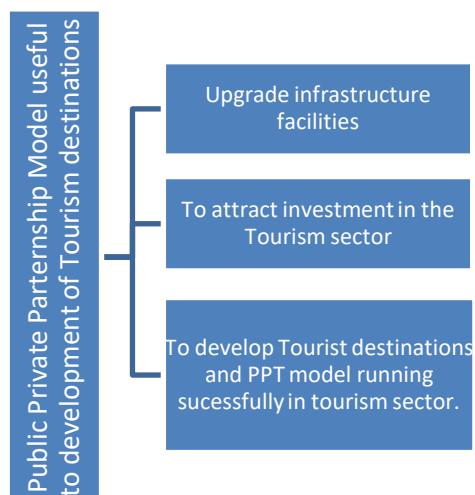 Public Private Parternship Model useful
to development of Tourism destinations
Upgrade infrastructure
facilities
To attract investment in the
Tourism sector
To develop Tourist destinations
and PPT model running
sucessfully in tourism sector.